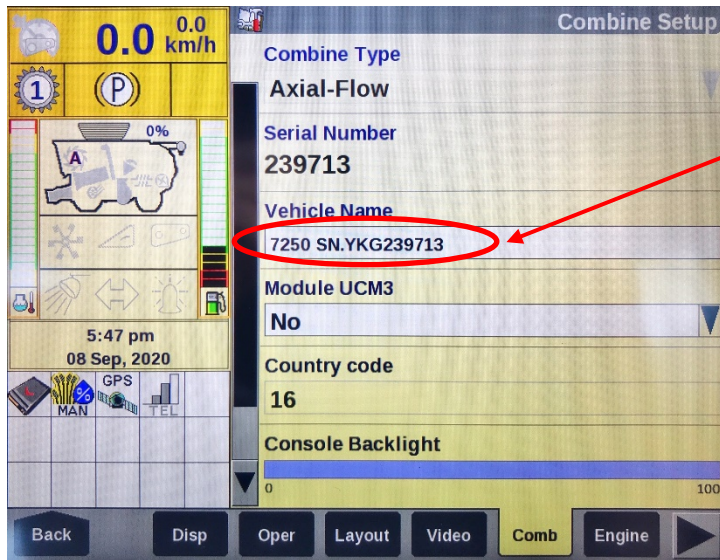 0.0
0.0
km/h
1
(P)
0%
A
5:47 pm
08 Sep, 2020
MAN
GPS
TEL
Combine Setup
Combine Type
Axial-Flow
Serial Number
239713
Vehicle Name
7250 SN.YKG239713
Module UCM3
No
Country code
16
Console Backlight
0
100
Back
Disp
Oper
Layout
Video
Comb
Engine